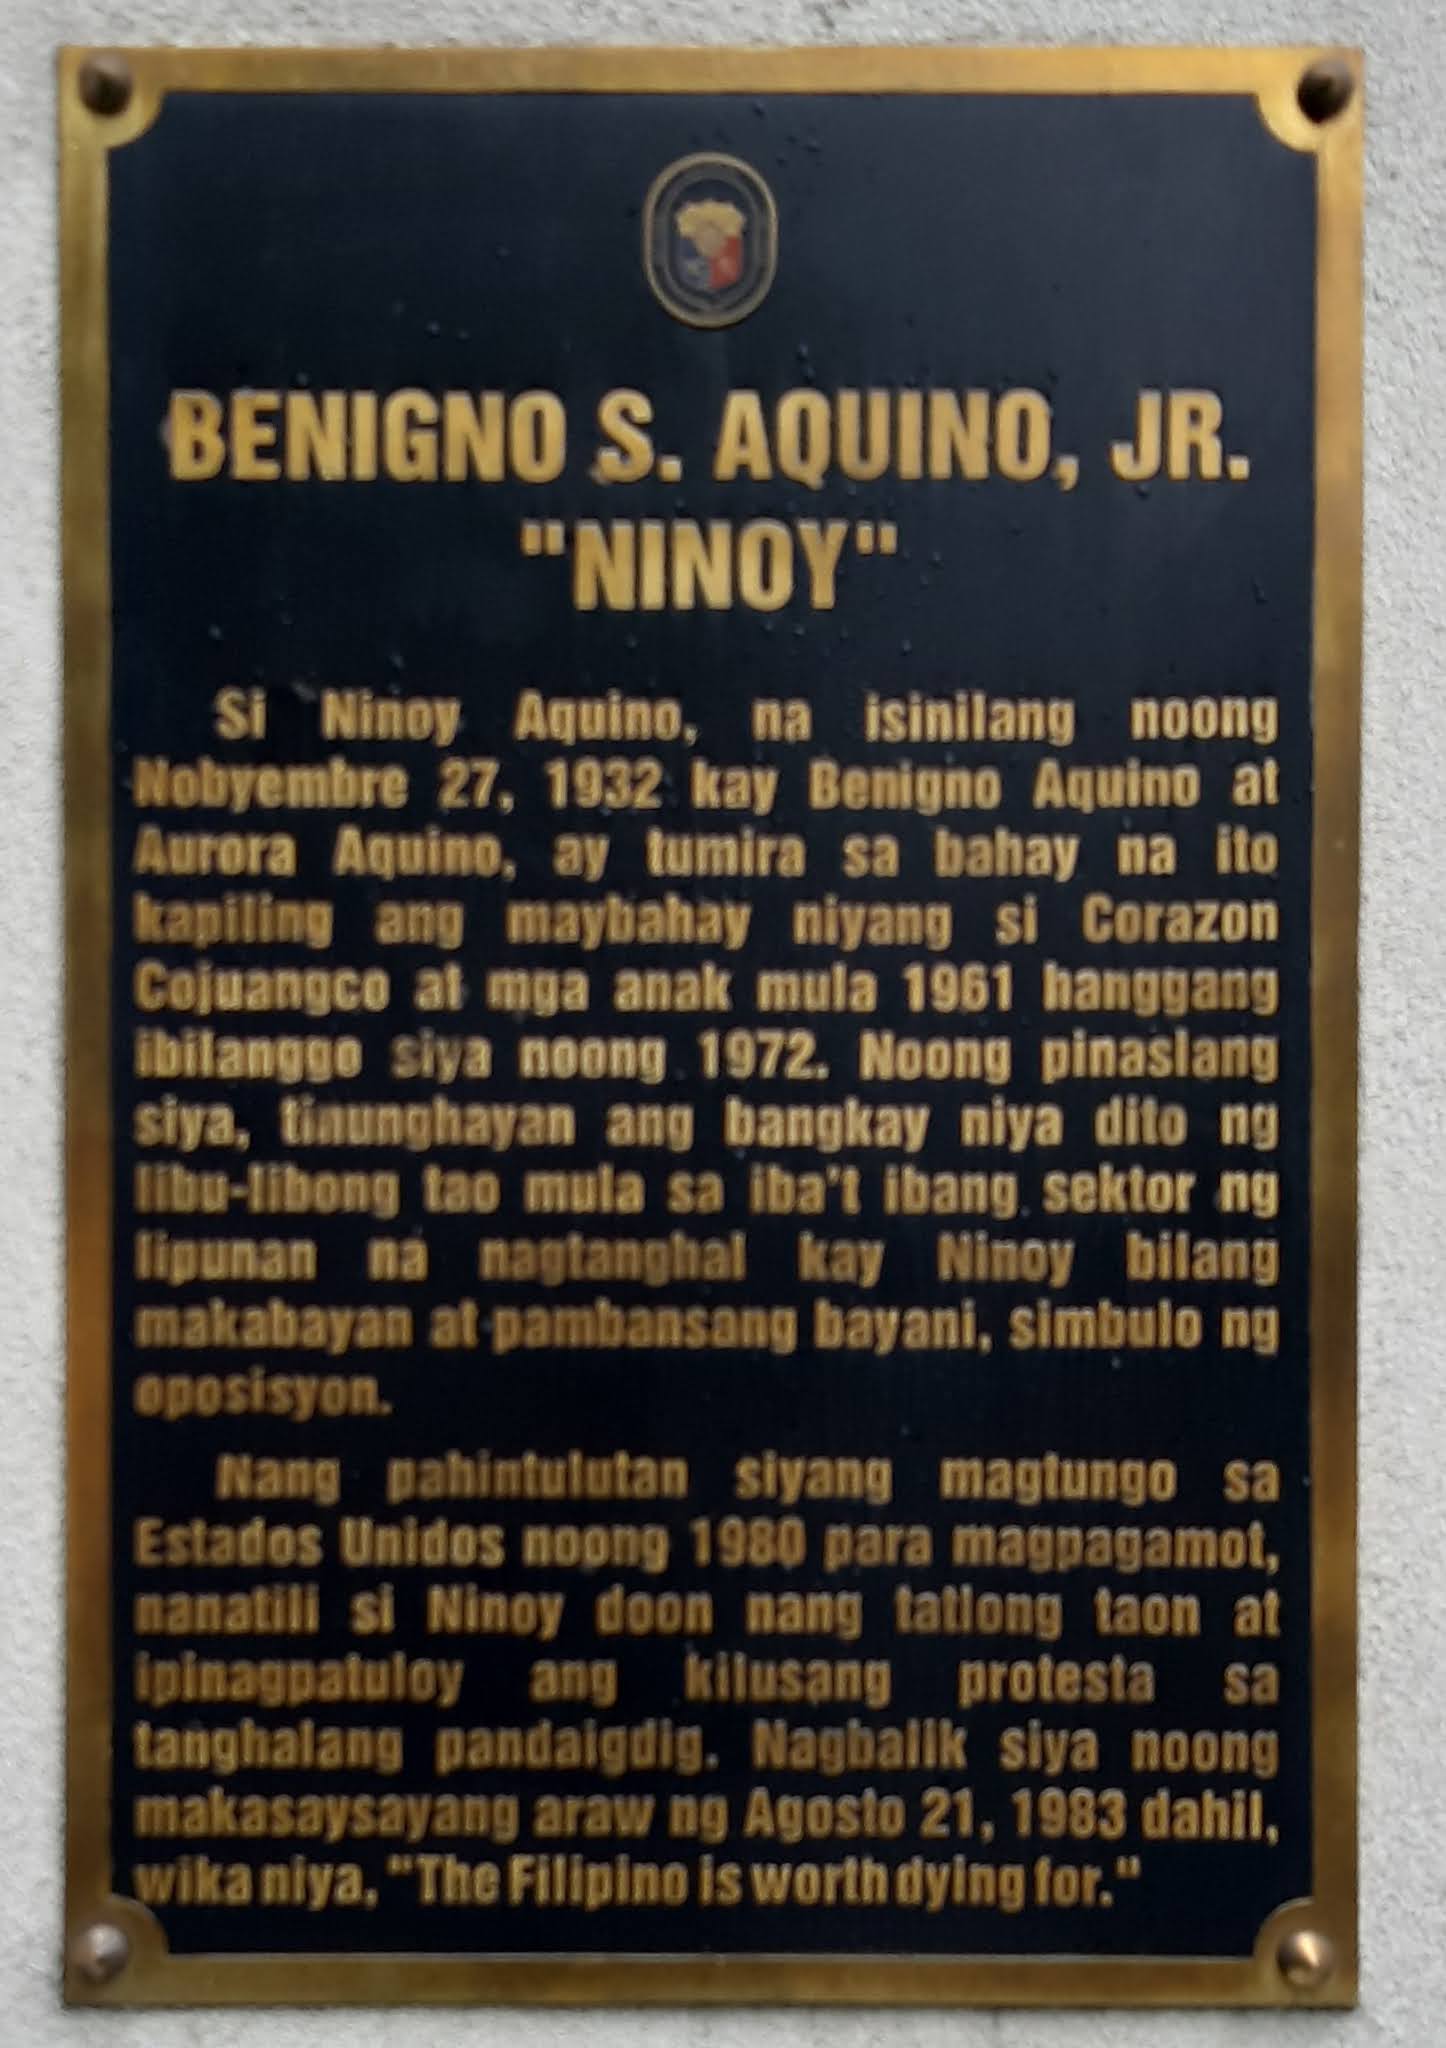 BENIGNO S. AQUINO, JR.
"NINOY"
Si Ninoy Aquino, na isinilang noong
Nobyembre 27, 1932 kay Benigno Aquino at
Aurora Aquino, ay tumira sa bahay na ito
kapiling ang maybahay niyang si Corazon
Cojuangco at mga anak mula 1961 hanggang
ibilanggo siya noong 1972. Noong pinaslang
siya, tinunghayan ang bangkay niya dito ng
libu-libong tao mula sa iba't ibang sektor ng
lipunan na nagtanghal kay Ninoy bilang
makabayan at pambansang bayani, simbulo ng
oposisyon.
Nang pahintulutan siyang magtungo sa
Estados Unidos noong 1980 para magpagamot,
nanatili si Ninoy doon nang tatlong taon at
ipinagpatuloy ang kilusang protesta sa
tanghalang pandaigdig. Nagbalik siya noong
makasaysayang araw ng Agosto 21, 1983 dahil,
wika niya, "The Filipino is worth dying for."